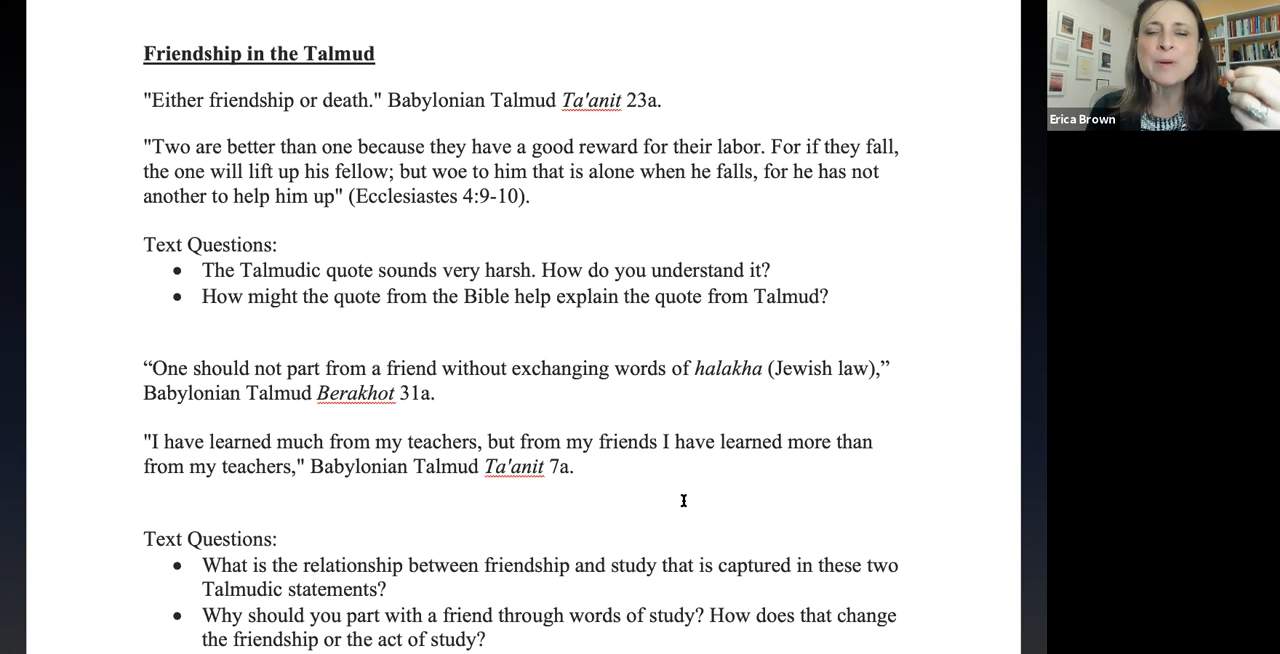 Friendship in the Talmud
"Either friendship or death." Babylonian Talmud Ta'anit 23a.
"Two are better than one because they have a good reward for their labor. For if they fall,
the one will lift up his fellow; but woe to him that is alone when he falls, for he has not
another to help him up" (Ecclesiastes 4:9-10).
Text Questions:
• The Talmudic quote sounds very harsh. How do you understand it?
• How might the quote from the Bible help explain the quote from Talmud?
“One should not part from a friend without exchanging words of halakha (Jewish law),”
Babylonian Talmud Berakhot 31a.
"I have learned much from my teachers, but from my friends I have learned more than
from my teachers," Babylonian Talmud Ta'anit 7a.
Text Questions:
• What is the relationship between friendship and study that is captured in these two
Talmudic statements?
• Why should you part with a friend through words of study? How does that change
the friendship or the act of study?
Erica Brown